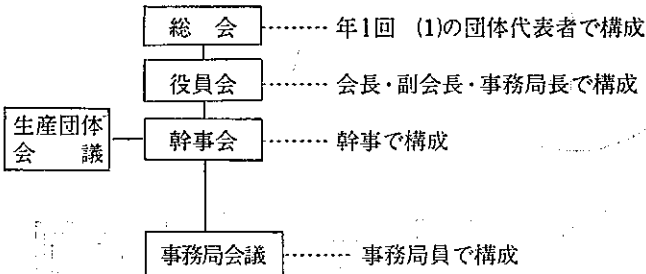 総 会 ……… 年1回 (1)の団体代表者で構成
役員会 ……… 会長・副会長・事務局長で構成
生産団体
会 議
幹事会 ……… 幹事で構成
事務局会議 ……… 事務局員で構成